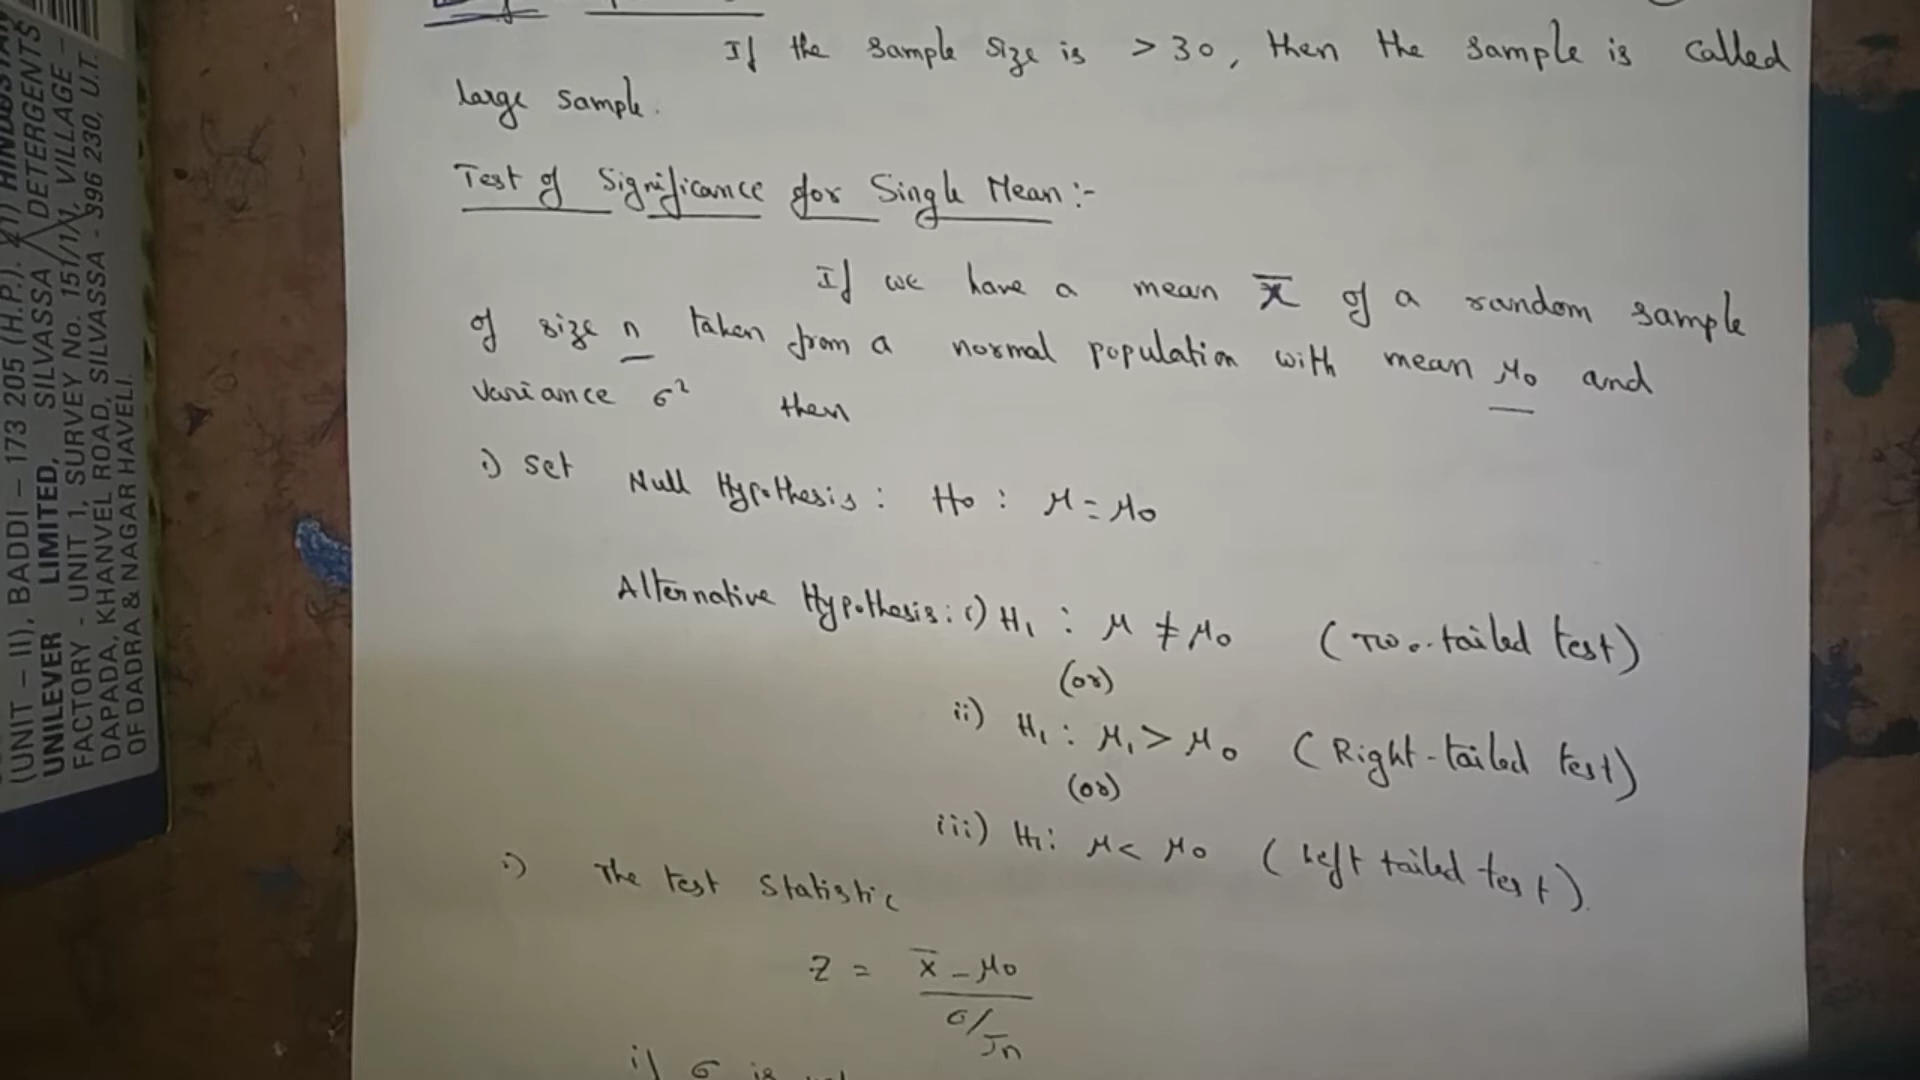 If the sample size is > 30, then the sample is called
large sample.
Test of Significance for Single Mean :-
If we have a mean x̅ of a random sample
of size n taken from a normal population with mean μ₀ and
variance σ² then
i) Set Null Hypothesis : H₀ : μ = μ₀
Alternative Hypothesis : i) H₁ : μ ≠ μ₀ (Two-tailed test)
(or)
ii) H₁ : μ₁ > μ₀ (Right-tailed test)
(or)
iii) H₁: μ < μ₀ (Left tailed test).
The test Statistic
Z = x̅ - μ₀
σ/√n
if σ is
(UNIT – II), BADDI – 173 205 (H.P.).
UNILEVER LIMITED, SILVASSA DETERGENTS
FACTORY - UNIT 1, SURVEY No. 151/1/1, VILLAGE -
DAPADA, KHANVEL ROAD, SILVASSA - 396 230, U.T.
OF DADRA & NAGAR HAVELI.